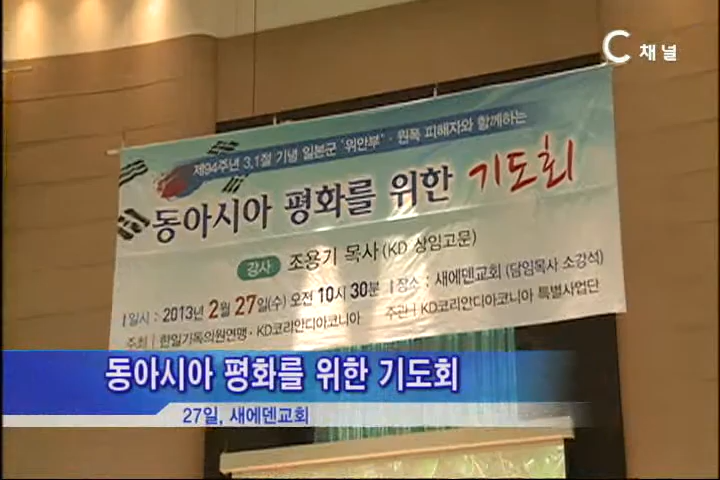 C 채널
제94주년 3.1절 기념 일본군 '위안부' · 원폭 피해자와 함께하는
동아시아 평화를 위한 기도회
강사 조용기 목사 (KD 상임고문)
| 일시 : 2013년 2월 27일(수) 오전 10시 30분 | 장소 : 새에덴교회 (담임목사 소강석)
주최 | 한일기독의원연맹 · KD코리안디아코니아 주관 | KD코리안디아코니아 특별사업단
동아시아 평화를 위한 기도회
27일, 새에덴교회